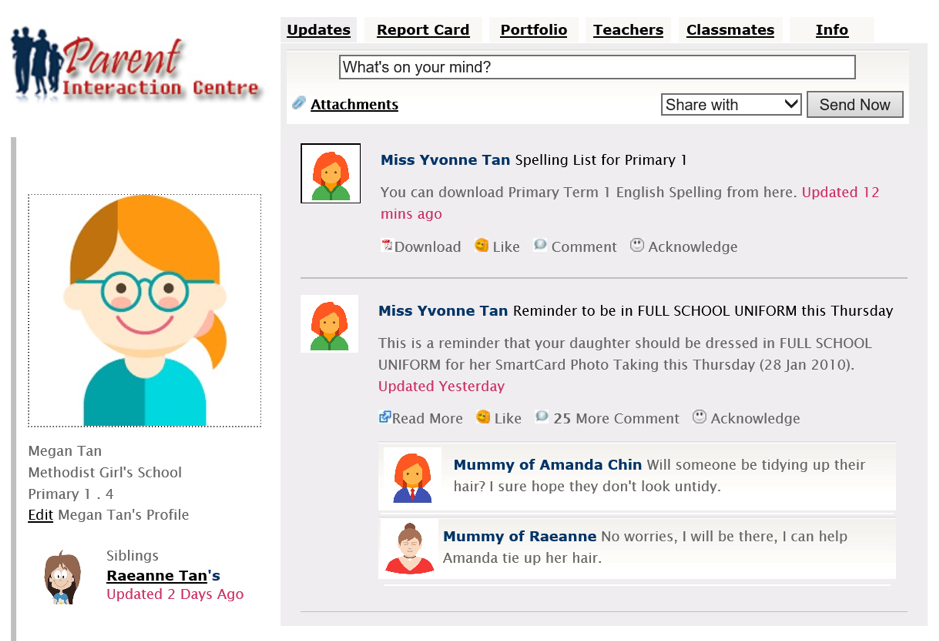 Parent
Interaction Centre
Updates Report Card Portfolio Teachers Classmates Info
What's on your mind?
Attachments Share with Send Now
Miss Yvonne Tan Spelling List for Primary 1
You can download Primary Term 1 English Spelling from here. Updated 12
mins ago
Download Like Comment Acknowledge
Miss Yvonne Tan Reminder to be in FULL SCHOOL UNIFORM this Thursday
This is a reminder that your daughter should be dressed in FULL SCHOOL
UNIFORM for her SmartCard Photo Taking this Thursday (28 Jan 2010).
Updated Yesterday
Read More Like 25 More Comment Acknowledge
Mummy of Amanda Chin Will someone be tidying up their
hair? I sure hope they don't look untidy.
Mummy of Raeanne No worries, I will be there, I can help
Amanda tie up her hair.
Megan Tan
Methodist Girl's School
Primary 1 . 4
Edit Megan Tan's Profile
Siblings
Raeanne Tan's
Updated 2 Days Ago